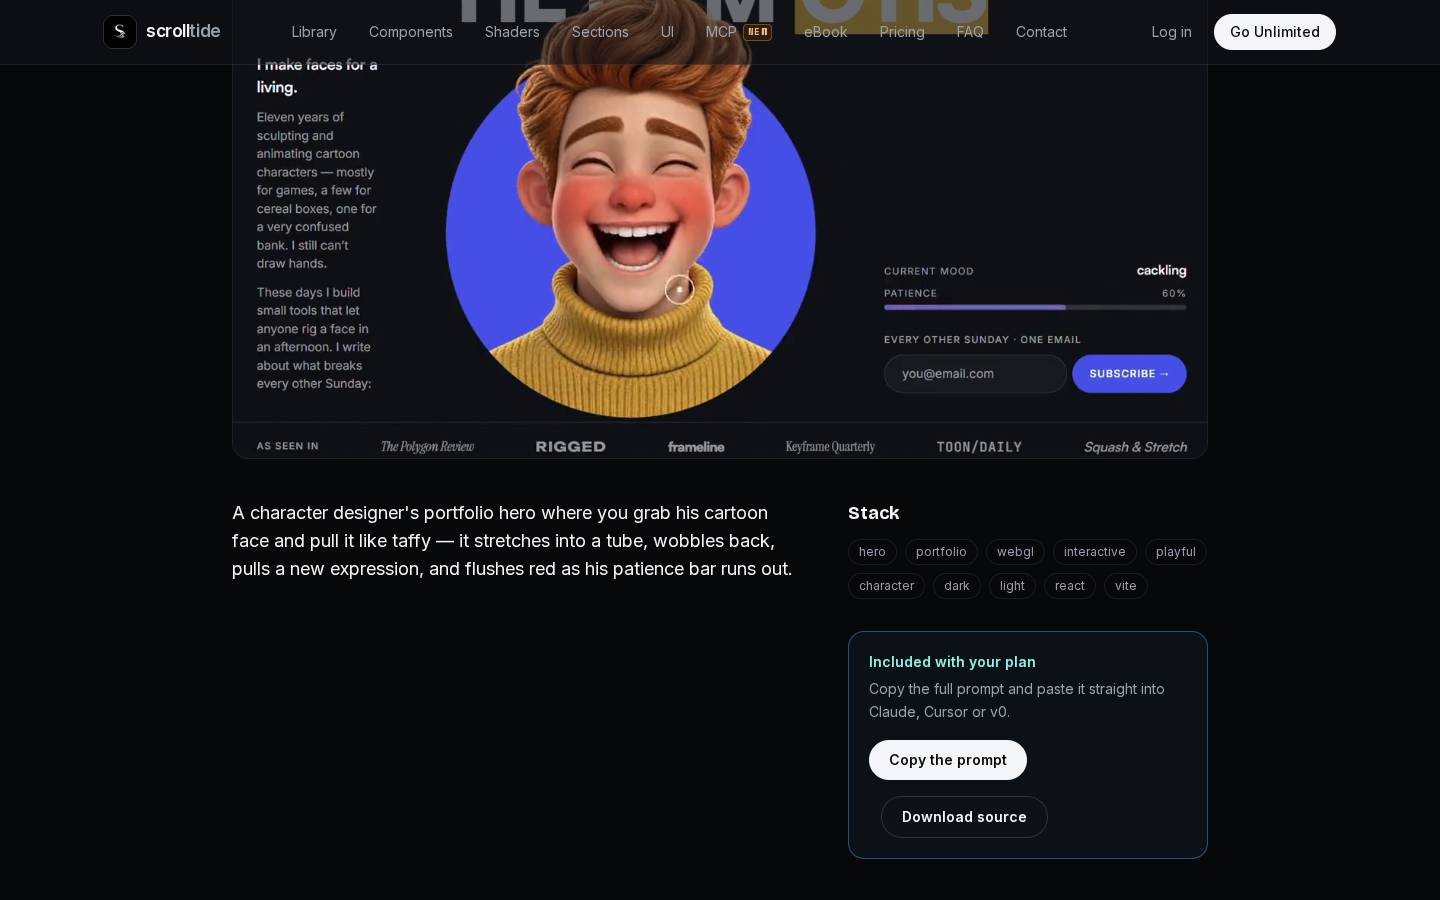 scrolltide
Library
Components
Shaders
Sections
UI
MCP NEW
eBook
Pricing
FAQ
Contact
Log in
Go Unlimited
I make faces for a
living.
Eleven years of
sculpting and
animating cartoon
characters — mostly
for games, a few for
cereal boxes, one for
a very confused
bank. I still can't
draw hands.
These days I build
small tools that let
anyone rig a face in
an afternoon. I write
about what breaks
every other Sunday:
CURRENT MOOD cackling
PATIENCE 60%
EVERY OTHER SUNDAY · ONE EMAIL
you@email.com SUBSCRIBE →
AS SEEN IN The Polygon Review RIGGED frameline Keyframe Quarterly TOON/DAILY Squash & Stretch
A character designer's portfolio hero where you grab his cartoon
face and pull it like taffy — it stretches into a tube, wobbles back,
pulls a new expression, and flushes red as his patience bar runs out.
Stack
hero portfolio webgl interactive playful
character dark light react vite
Included with your plan
Copy the full prompt and paste it straight into
Claude, Cursor or v0.
Copy the prompt
Download source